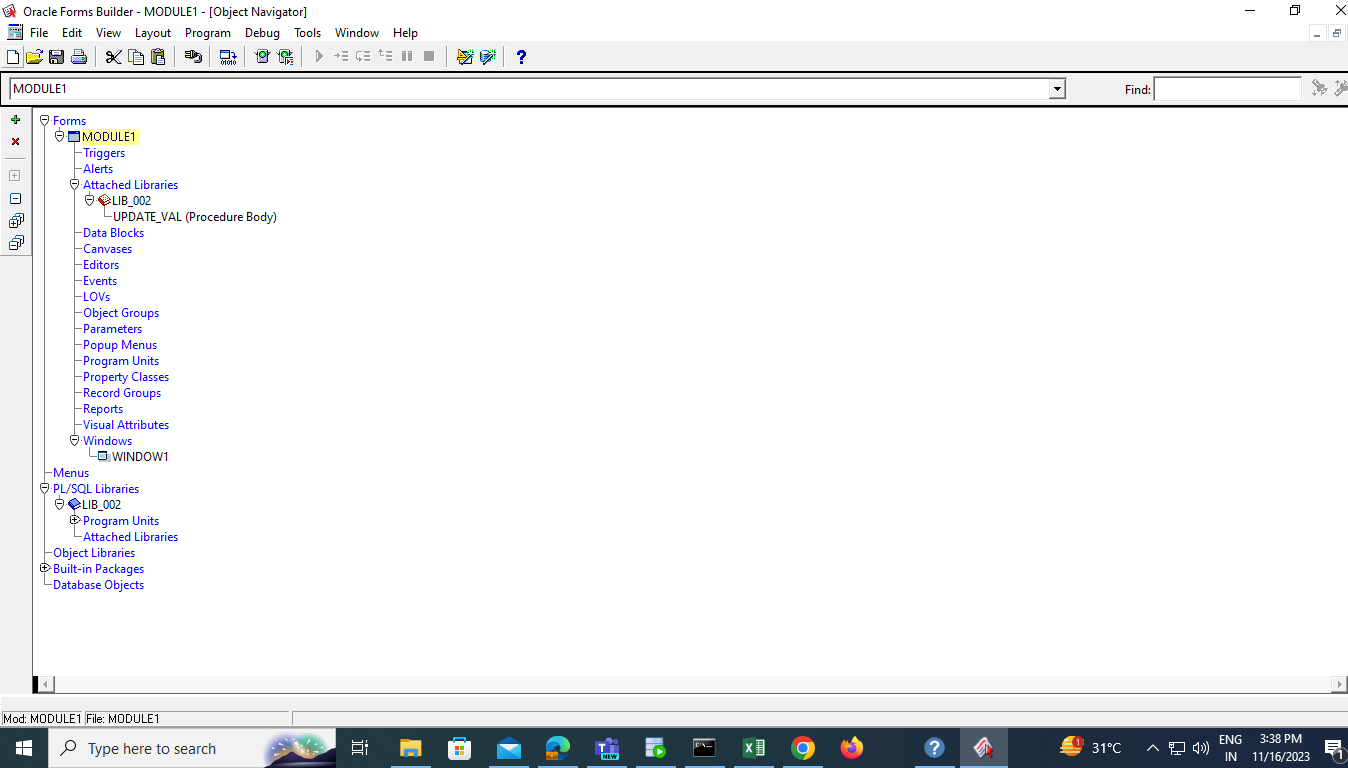 Oracle Forms Builder - MODULE1 - [Object Navigator]
File Edit View Layout Program Debug Tools Window Help
MODULE1 Find:
Forms
MODULE1
Triggers
Alerts
Attached Libraries
LIB_002
UPDATE_VAL (Procedure Body)
Data Blocks
Canvases
Editors
Events
LOVs
Object Groups
Parameters
Popup Menus
Program Units
Property Classes
Record Groups
Reports
Visual Attributes
Windows
WINDOW1
Menus
PL/SQL Libraries
LIB_002
Program Units
Attached Libraries
Object Libraries
Built-in Packages
Database Objects
Mod: MODULE1 File: MODULE1
Type here to search
NEW
1
31°C
ENG
IN
3:38 PM
11/16/2023
1